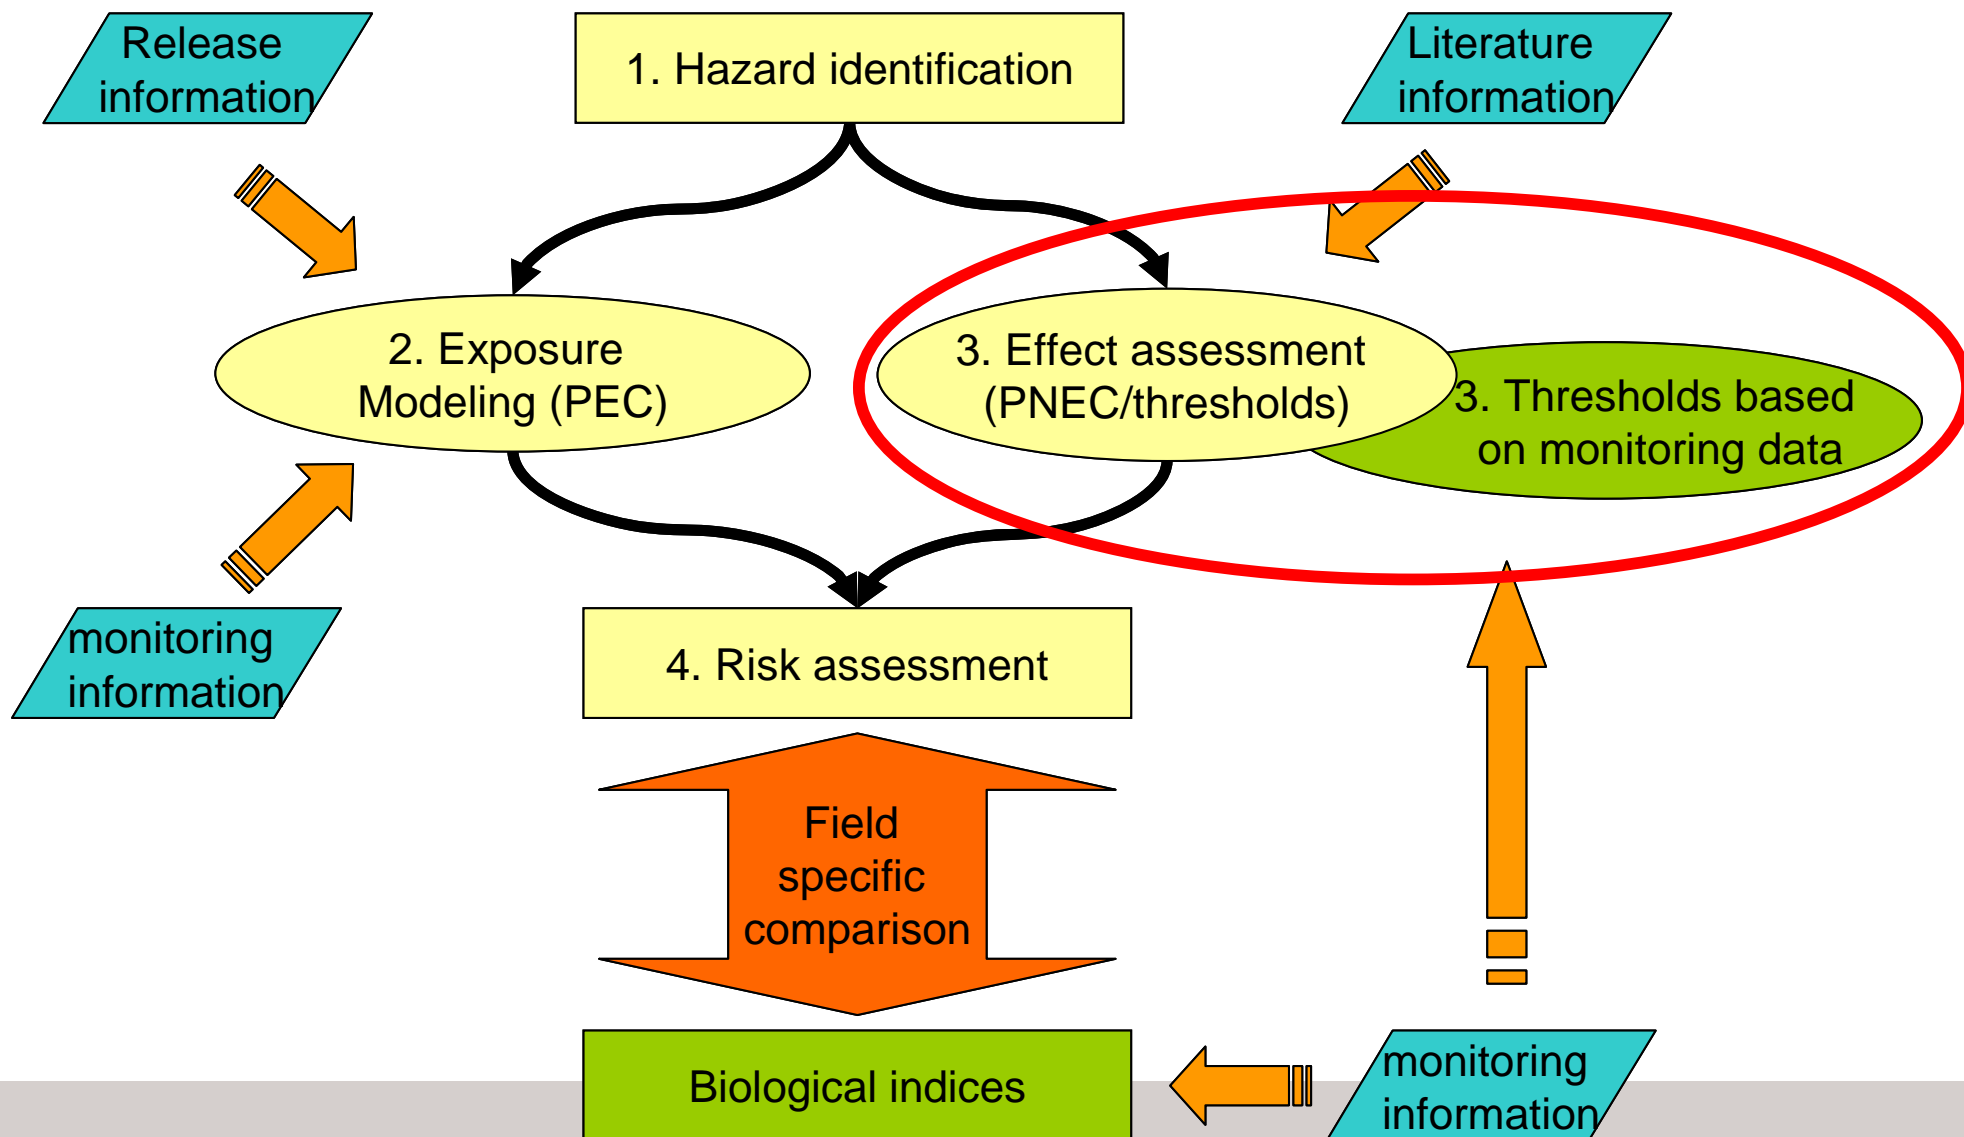 Release
information
1. Hazard identification
Literature
information
2. Exposure
Modeling (PEC)
3. Effect assessment
(PNEC/thresholds)
3. Thresholds based
on monitoring data
monitoring
information
4. Risk assessment
Field
specific
comparison
Biological indices
monitoring
information